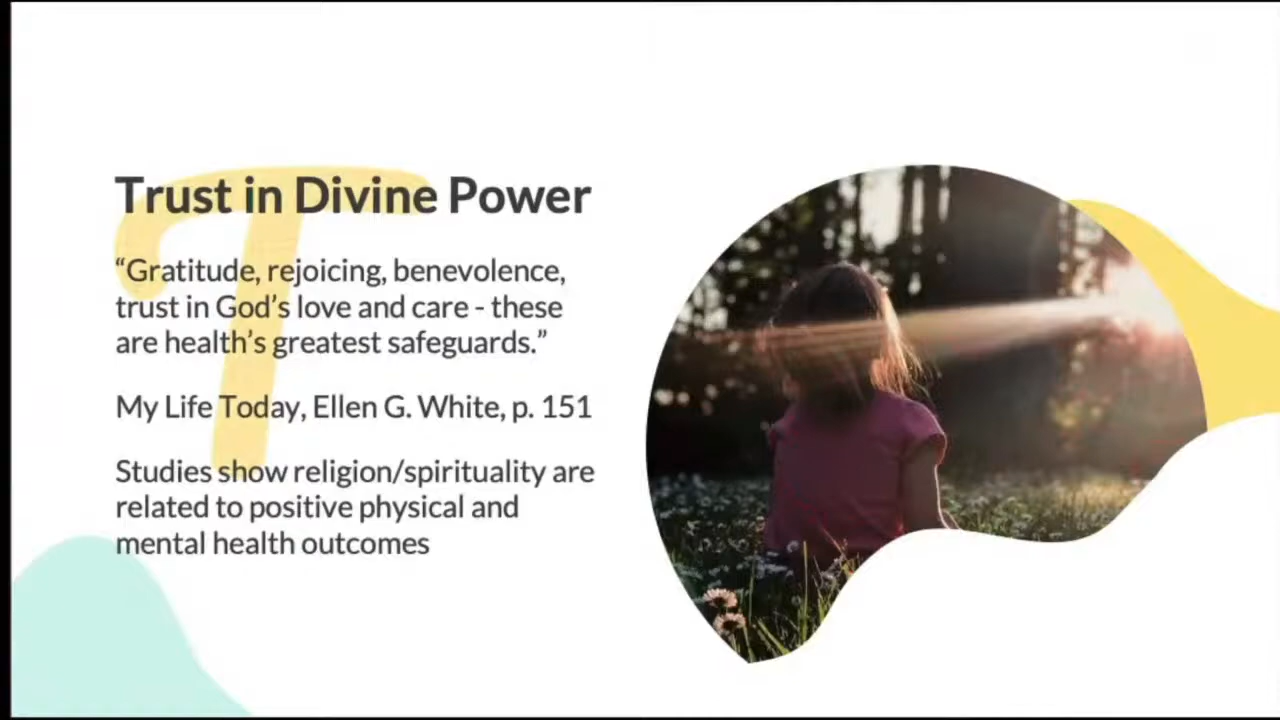 Trust in Divine Power
“Gratitude, rejoicing, benevolence,
trust in God’s love and care - these
are health’s greatest safeguards.”
My Life Today, Ellen G. White, p. 151
Studies show religion/spirituality are
related to positive physical and
mental health outcomes
T